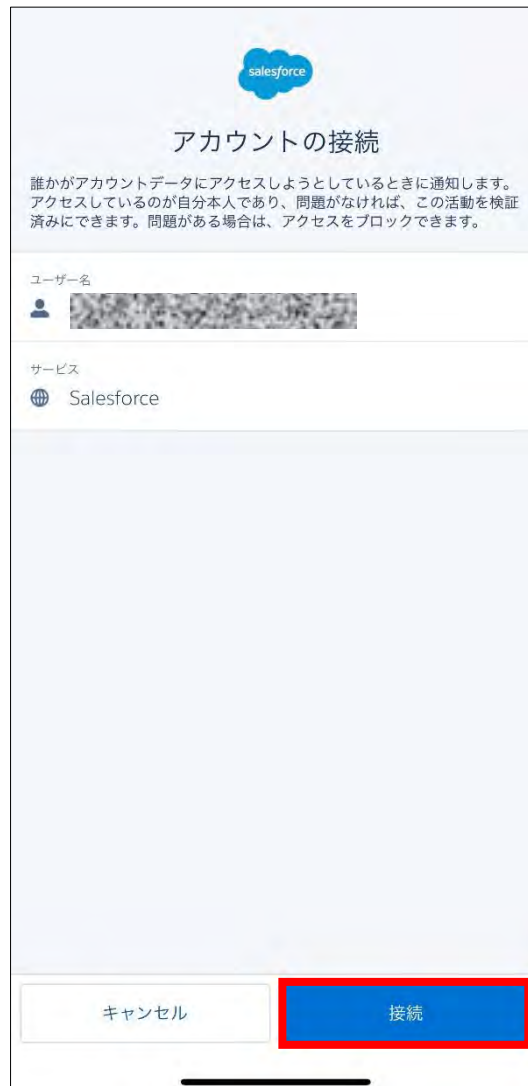 salesforce
アカウントの接続
誰かがアカウントデータにアクセスしようとしているときに通知します。
アクセスしているのが自分本人であり、問題がなければ、この活動を検証
済みにできます。問題がある場合は、アクセスをブロックできます。
ユーザー名
サービス
Salesforce
キャンセル
接続